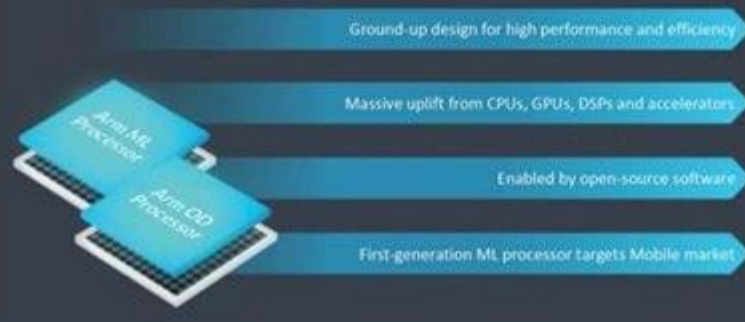 Ground-up design for high performance and efficiency
Massive uplift from CPUs, GPUs, DSPs and accelerators
Arm ML
Processor
Enabled by open-source software
Arm OD
Processor
First-generation ML processor targets Mobile market